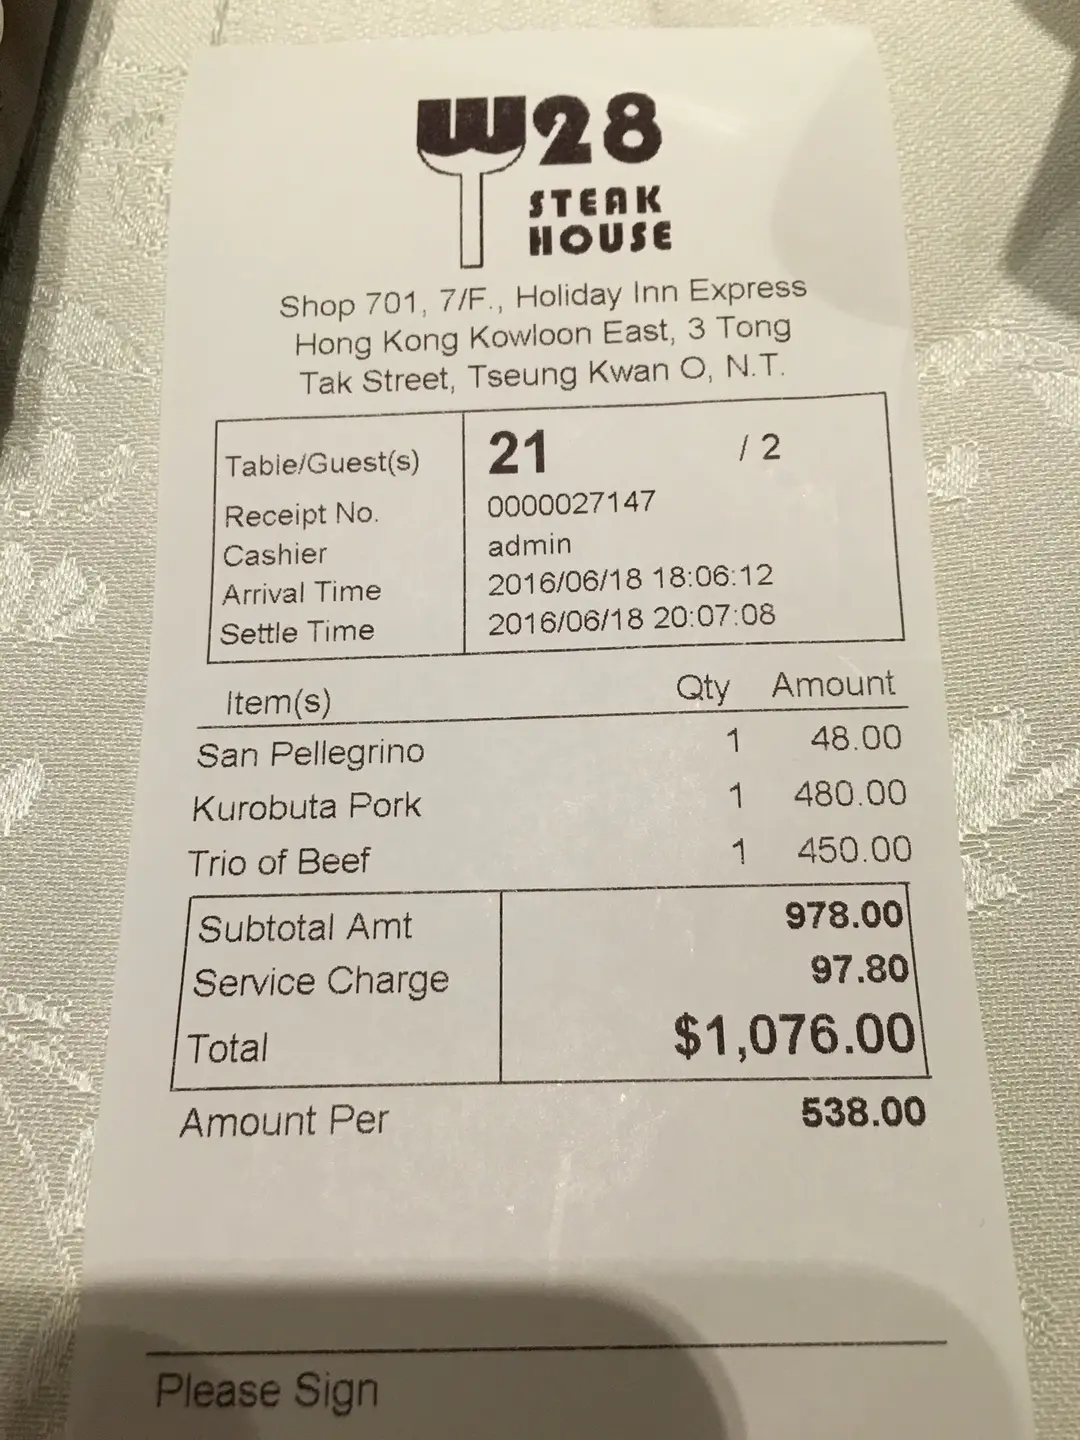 W28
STEAK
HOUSE
Shop 701, 7/F., Holiday Inn Express
Hong Kong Kowloon East, 3 Tong
Tak Street, Tseung Kwan O, N.T.
Table/Guest(s) 21 / 2
Receipt No. 0000027147
Cashier admin
Arrival Time 2016/06/18 18:06:12
Settle Time 2016/06/18 20:07:08
Item(s) Qty Amount
San Pellegrino 1 48.00
Kurobuta Pork 1 480.00
Trio of Beef 1 450.00
Subtotal Amt 978.00
Service Charge 97.80
Total $1,076.00
Amount Per 538.00
Please Sign